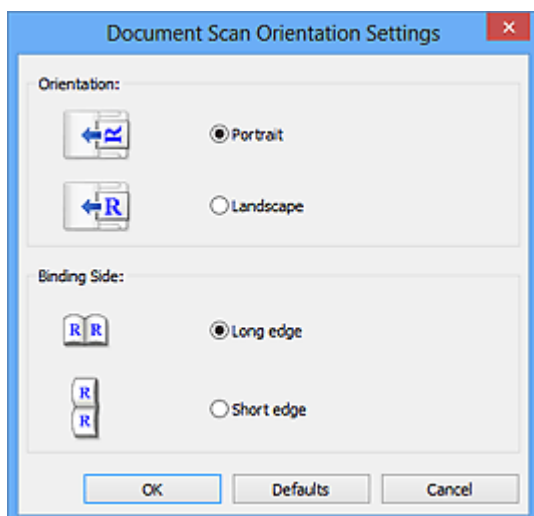 Document Scan Orientation Settings
Orientation:
R
Portrait
R
Landscape
Binding Side:
R R
Long edge
R
R
Short edge
OK Defaults Cancel